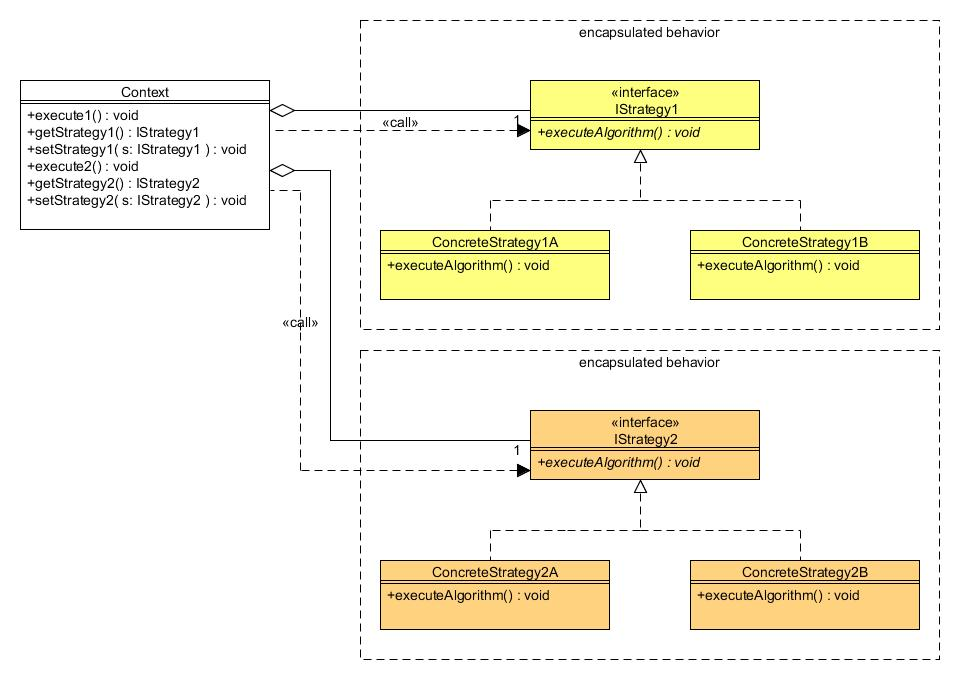 encapsulated behavior
Context
+execute1() : void
+getStrategy1() : IStrategy1
+setStrategy1( s: IStrategy1 ) : void
+execute2() : void
+getStrategy2() : IStrategy2
+setStrategy2( s: IStrategy2 ) : void
«interface»
IStrategy1
+executeAlgorithm() : void
1
«call»
ConcreteStrategy1A
+executeAlgorithm() : void
ConcreteStrategy1B
+executeAlgorithm() : void
«call»
encapsulated behavior
«interface»
IStrategy2
+executeAlgorithm() : void
1
ConcreteStrategy2A
+executeAlgorithm() : void
ConcreteStrategy2B
+executeAlgorithm() : void